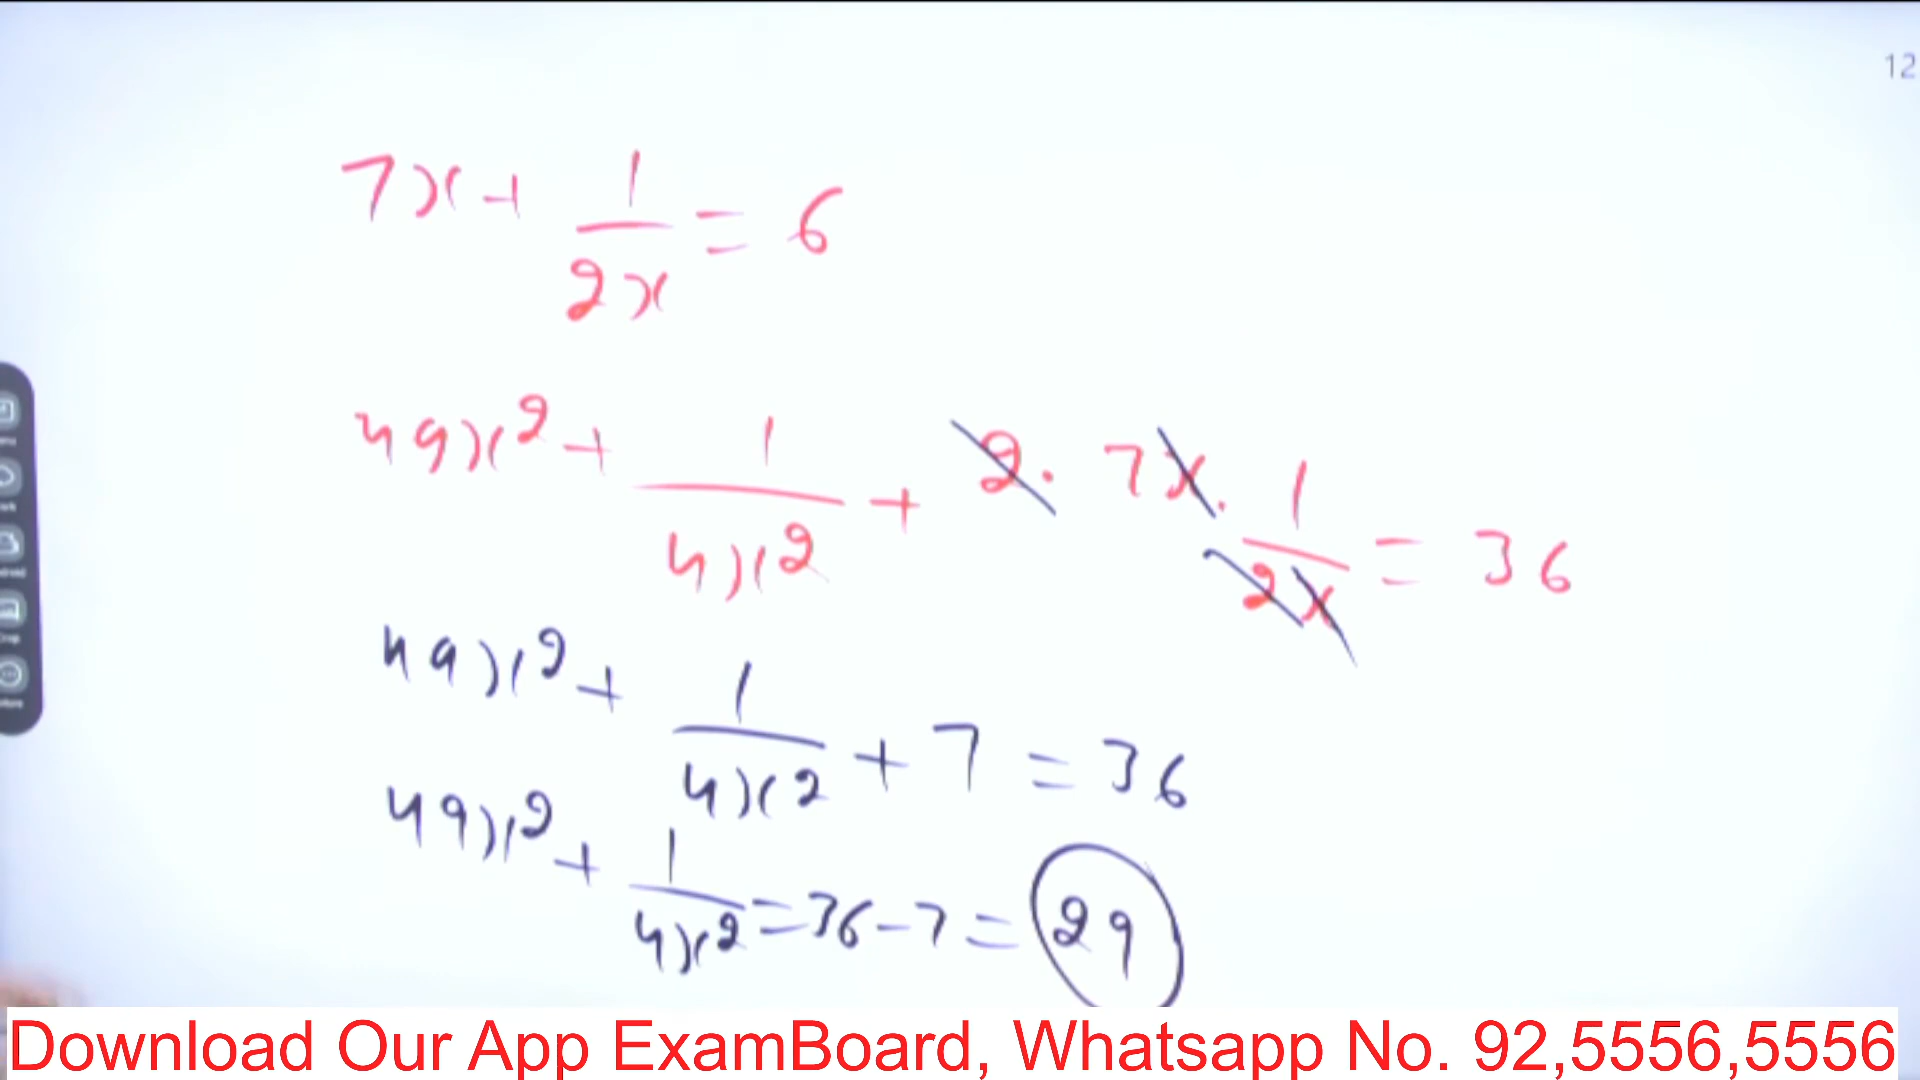 12
7x + 1/2x = 6
49x² + 1/4x² + 2 . 7x . 1/2x = 36
49x² + 1/4x² + 7 = 36
49x² + 1/4x² = 36 - 7 = 29
Download Our App ExamBoard, Whatsapp No. 92,5556,5556